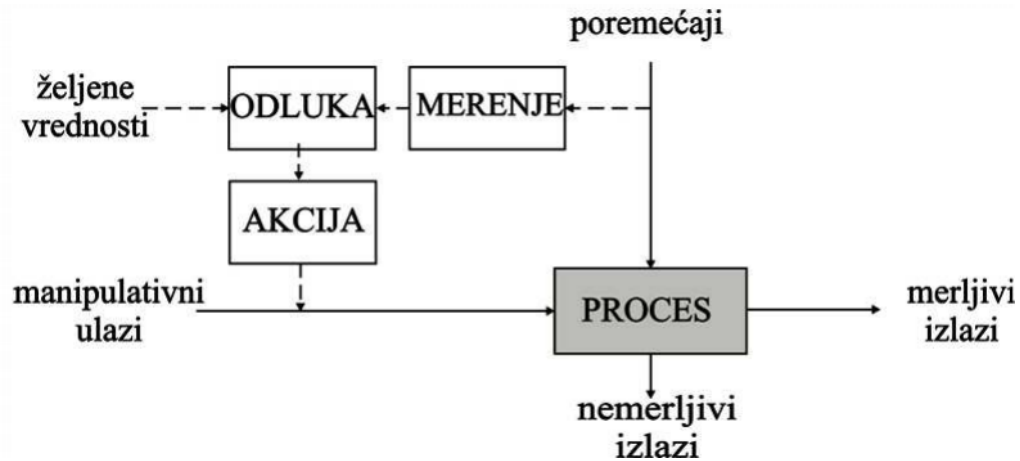 poremećaji
željene
vrednosti
ODLUKA
MERENJE
AKCIJA
manipulativni
ulazi
PROCES
merljivi
izlazi
nemerljivi
izlazi